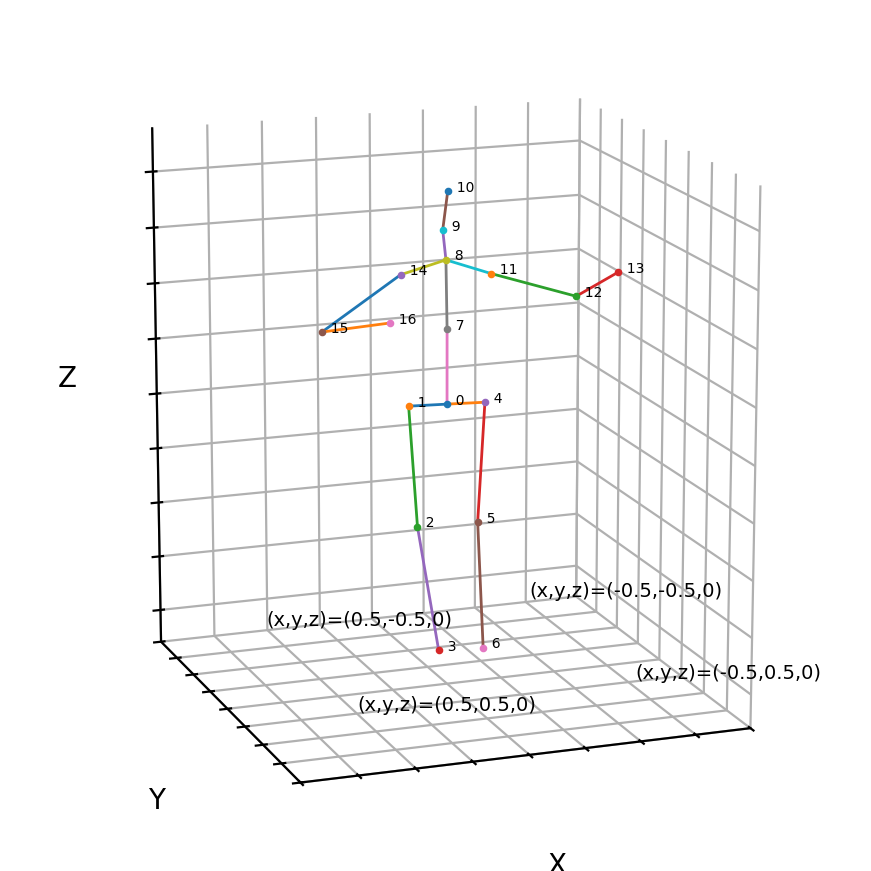 10
9
8
14
11
13
12
15
16
7
Z
1
0
4
2
5
(x,y,z)=(-0.5,-0.5,0)
(x,y,z)=(0.5,-0.5,0)
3
6
(x,y,z)=(-0.5,0.5,0)
(x,y,z)=(0.5,0.5,0)
Y
X